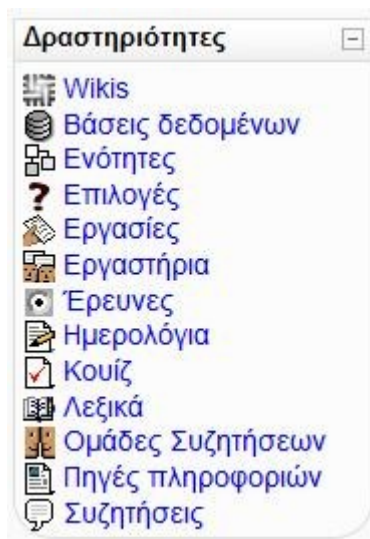 Δραστηριότητες
Wikis
Βάσεις δεδομένων
Ενότητες
Επιλογές
Εργασίες
Εργαστήρια
Έρευνες
Ημερολόγια
Κουίζ
Λεξικά
Ομάδες Συζητήσεων
Πηγές πληροφοριών
Συζητήσεις